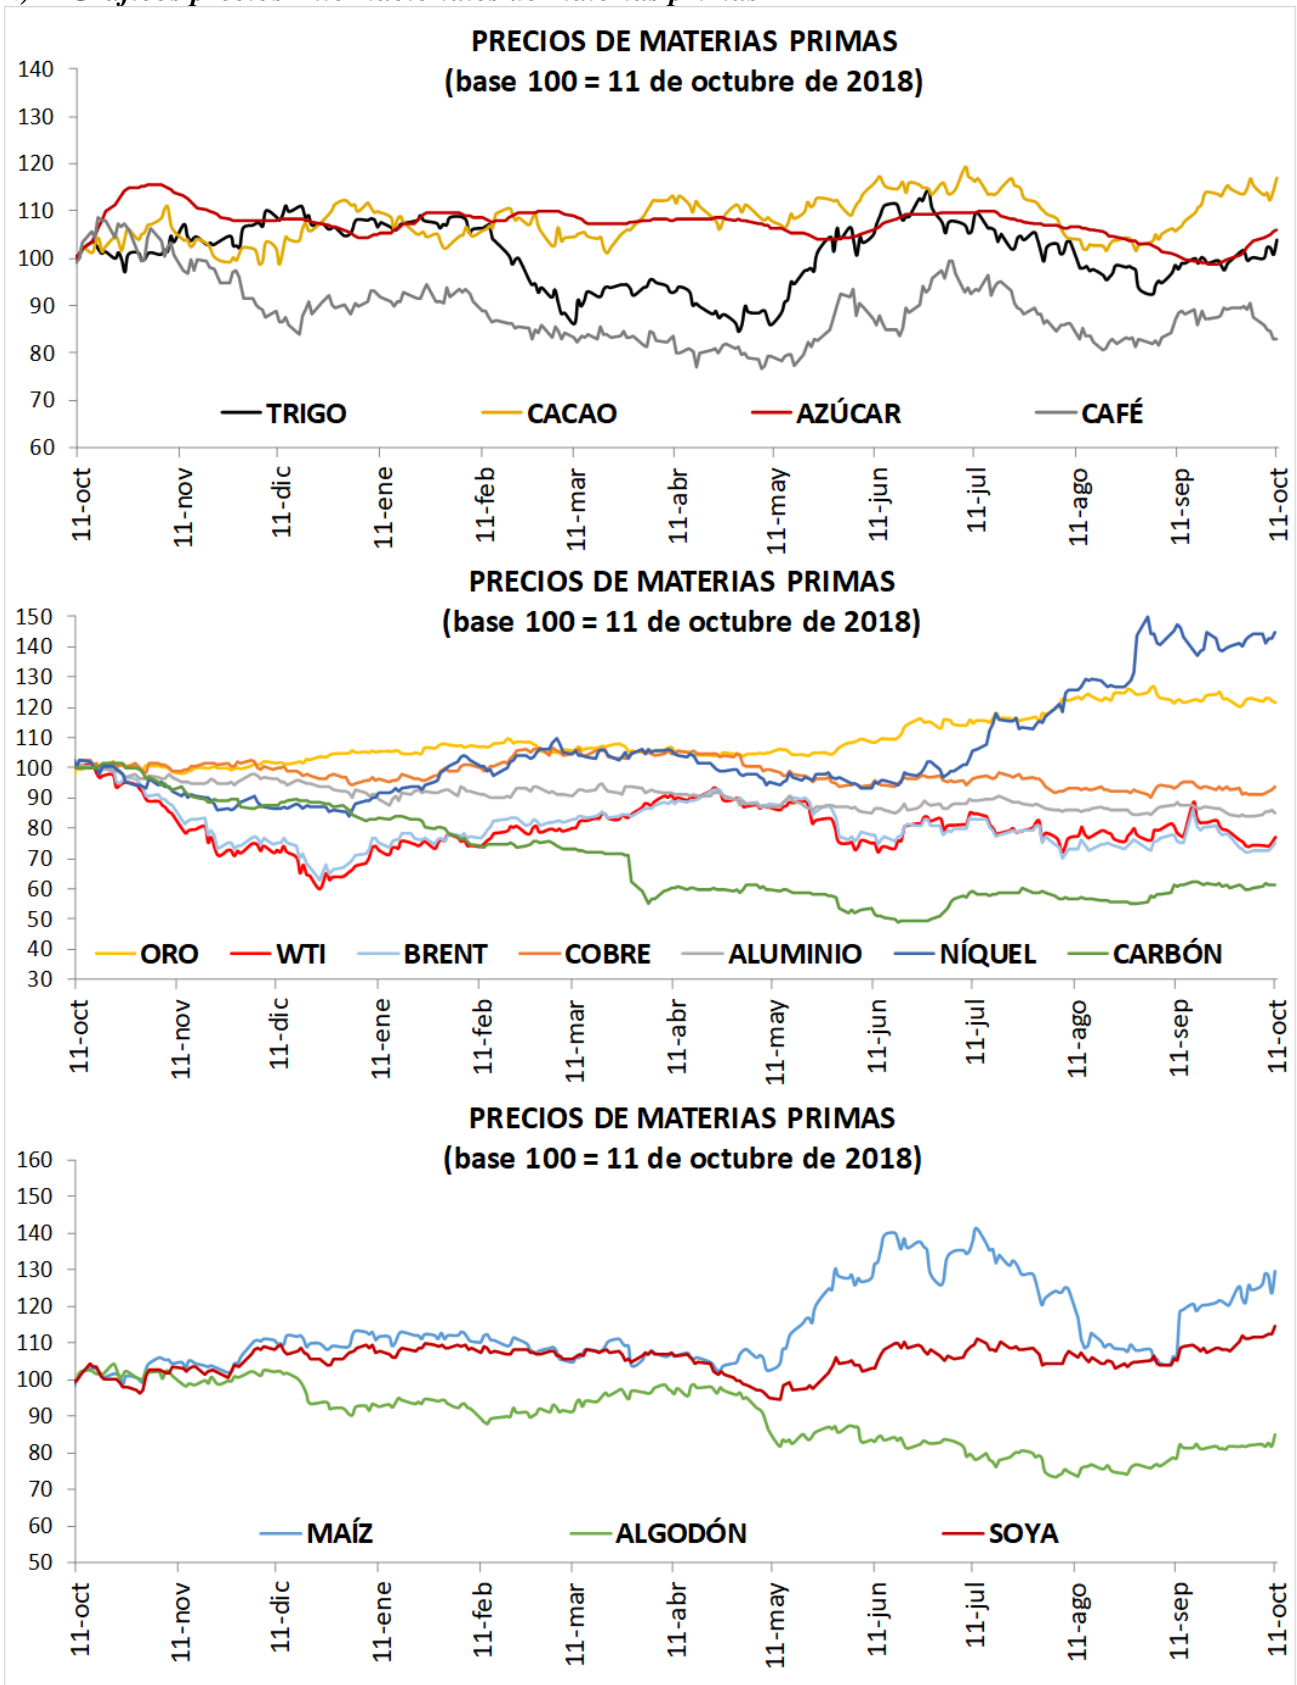 PRECIOS DE MATERIAS PRIMAS
(base 100 = 11 de octubre de 2018)
140
130
120
110
100
90
80
70
60
TRIGO CACAO AZÚCAR CAFÉ
11-oct 11-nov 11-dic 11-ene 11-feb 11-mar 11-abr 11-may 11-jun 11-jul 11-ago 11-sep 11-oct
PRECIOS DE MATERIAS PRIMAS
(base 100 = 11 de octubre de 2018)
150
140
130
120
110
100
90
80
70
60
50
40
30
ORO WTI BRENT COBRE ALUMINIO NÍQUEL CARBÓN
11-oct 11-nov 11-dic 11-ene 11-feb 11-mar 11-abr 11-may 11-jun 11-jul 11-ago 11-sep 11-oct
PRECIOS DE MATERIAS PRIMAS
(base 100 = 11 de octubre de 2018)
160
150
140
130
120
110
100
90
80
70
60
50
MAÍZ ALGODÓN SOYA
11-oct 11-nov 11-dic 11-ene 11-feb 11-mar 11-abr 11-may 11-jun 11-jul 11-ago 11-sep 11-oct